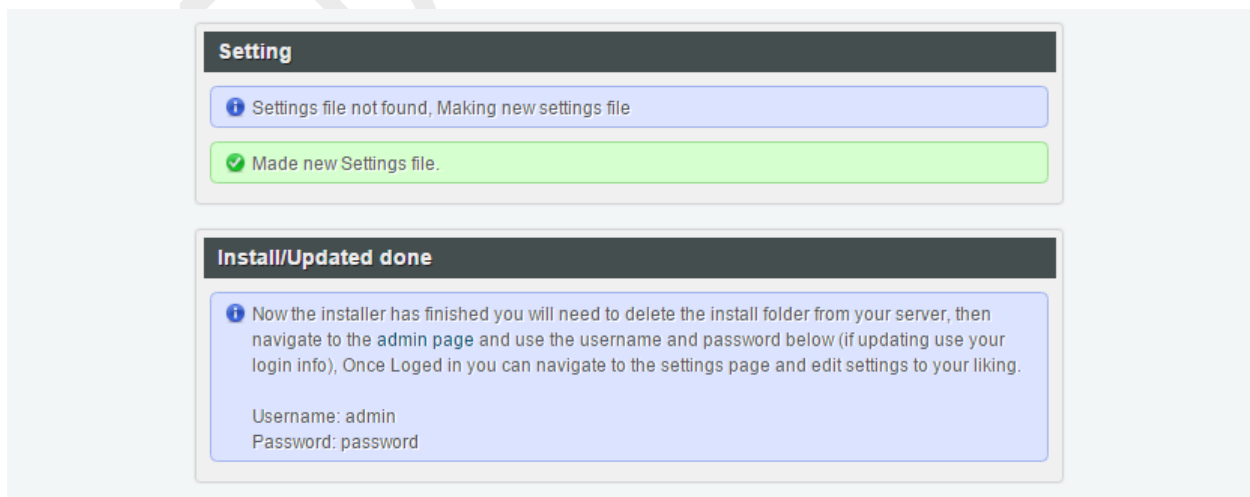 Setting
Settings file not found, Making new settings file
Made new Settings file.
Install/Updated done
Now the installer has finished you will need to delete the install folder from your server, then
navigate to the admin page and use the username and password below (if updating use your
login info), Once Loged in you can navigate to the settings page and edit settings to your liking.
Username: admin
Password: password